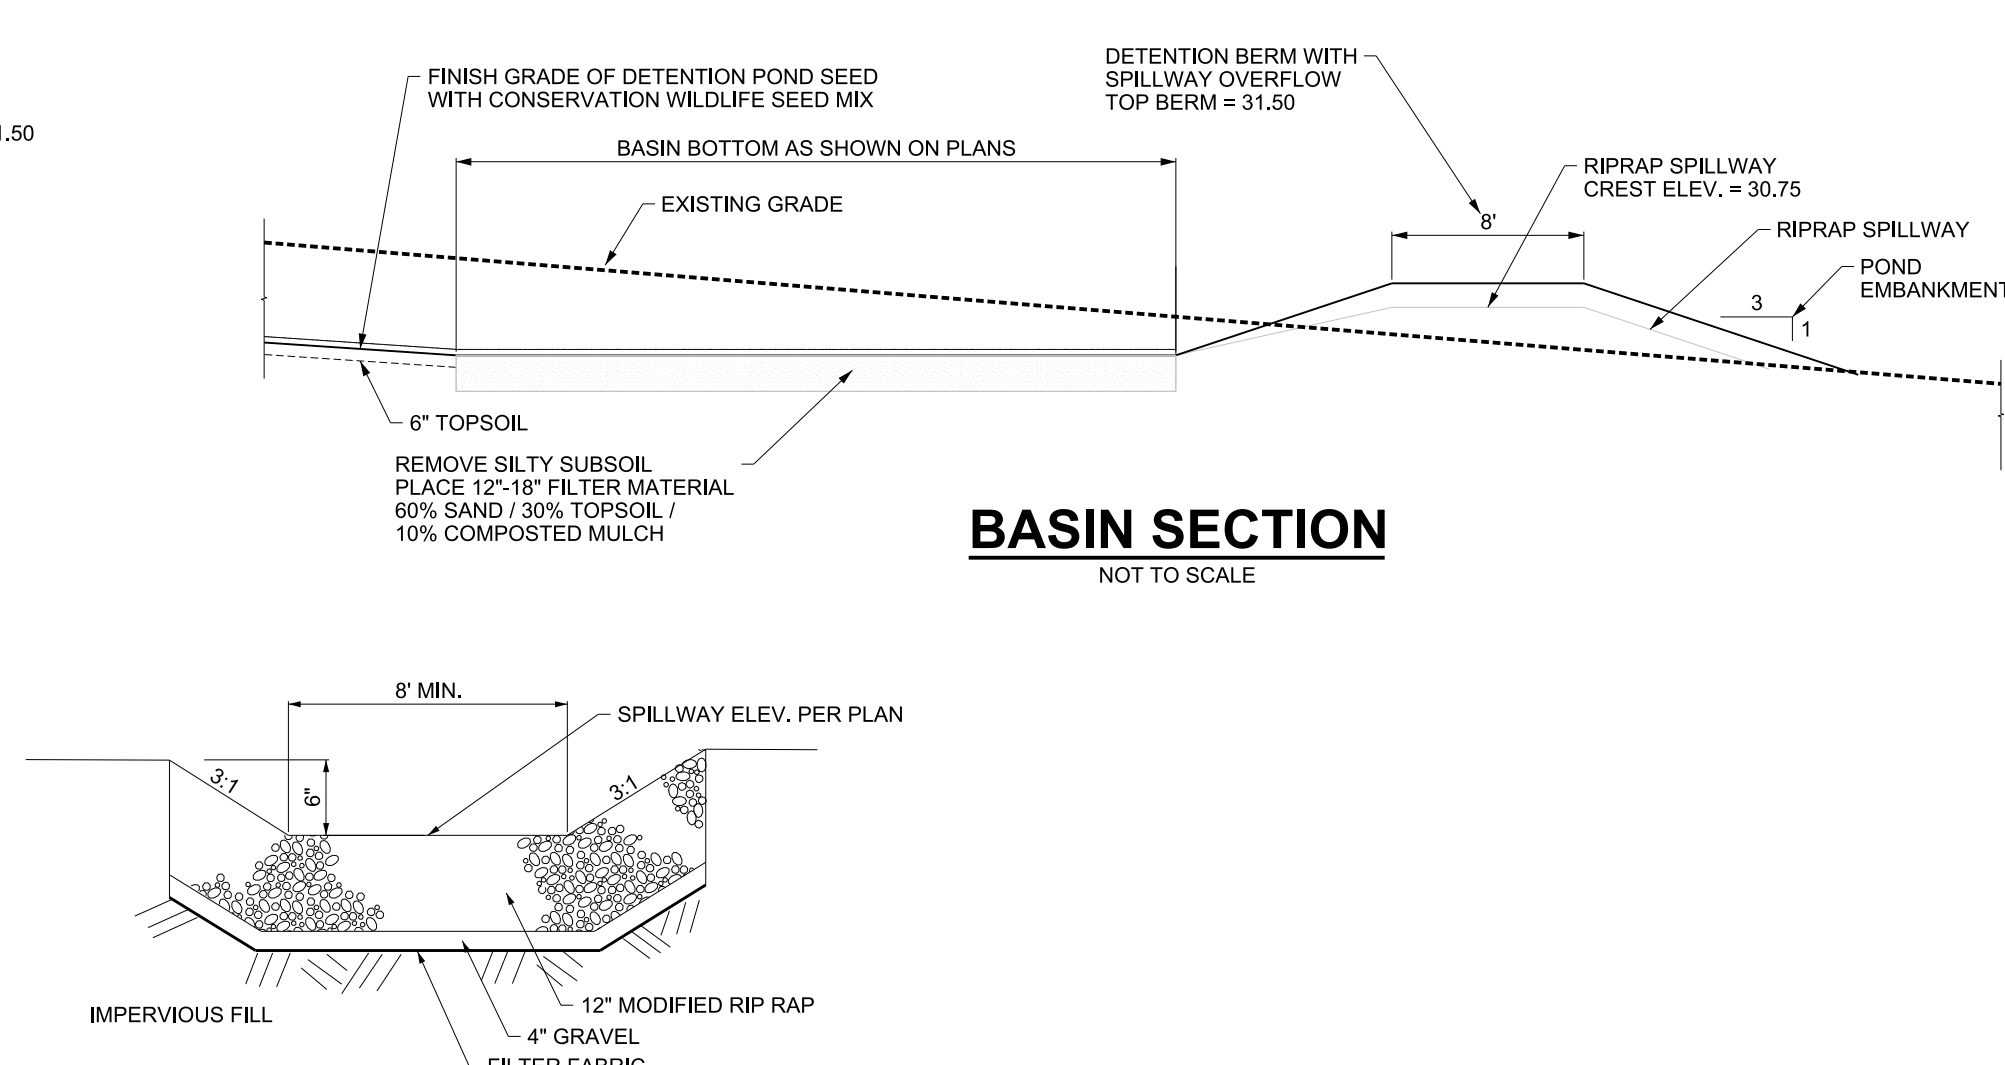 FINISH GRADE OF DETENTION POND SEED
WITH CONSERVATION WILDLIFE SEED MIX
DETENTION BERM WITH
SPILLWAY OVERFLOW
TOP BERM = 31.50
.50
BASIN BOTTOM AS SHOWN ON PLANS
RIPRAP SPILLWAY
CREST ELEV. = 30.75
EXISTING GRADE
8'
RIPRAP SPILLWAY
POND
EMBANKMENT
3
1
6" TOPSOIL
REMOVE SILTY SUBSOIL
PLACE 12"-18" FILTER MATERIAL
60% SAND / 30% TOPSOIL /
10% COMPOSTED MULCH
BASIN SECTION
NOT TO SCALE
8' MIN.
SPILLWAY ELEV. PER PLAN
3:1
6"
3:1
IMPERVIOUS FILL
12" MODIFIED RIP RAP
4" GRAVEL
FILTER FABRIC